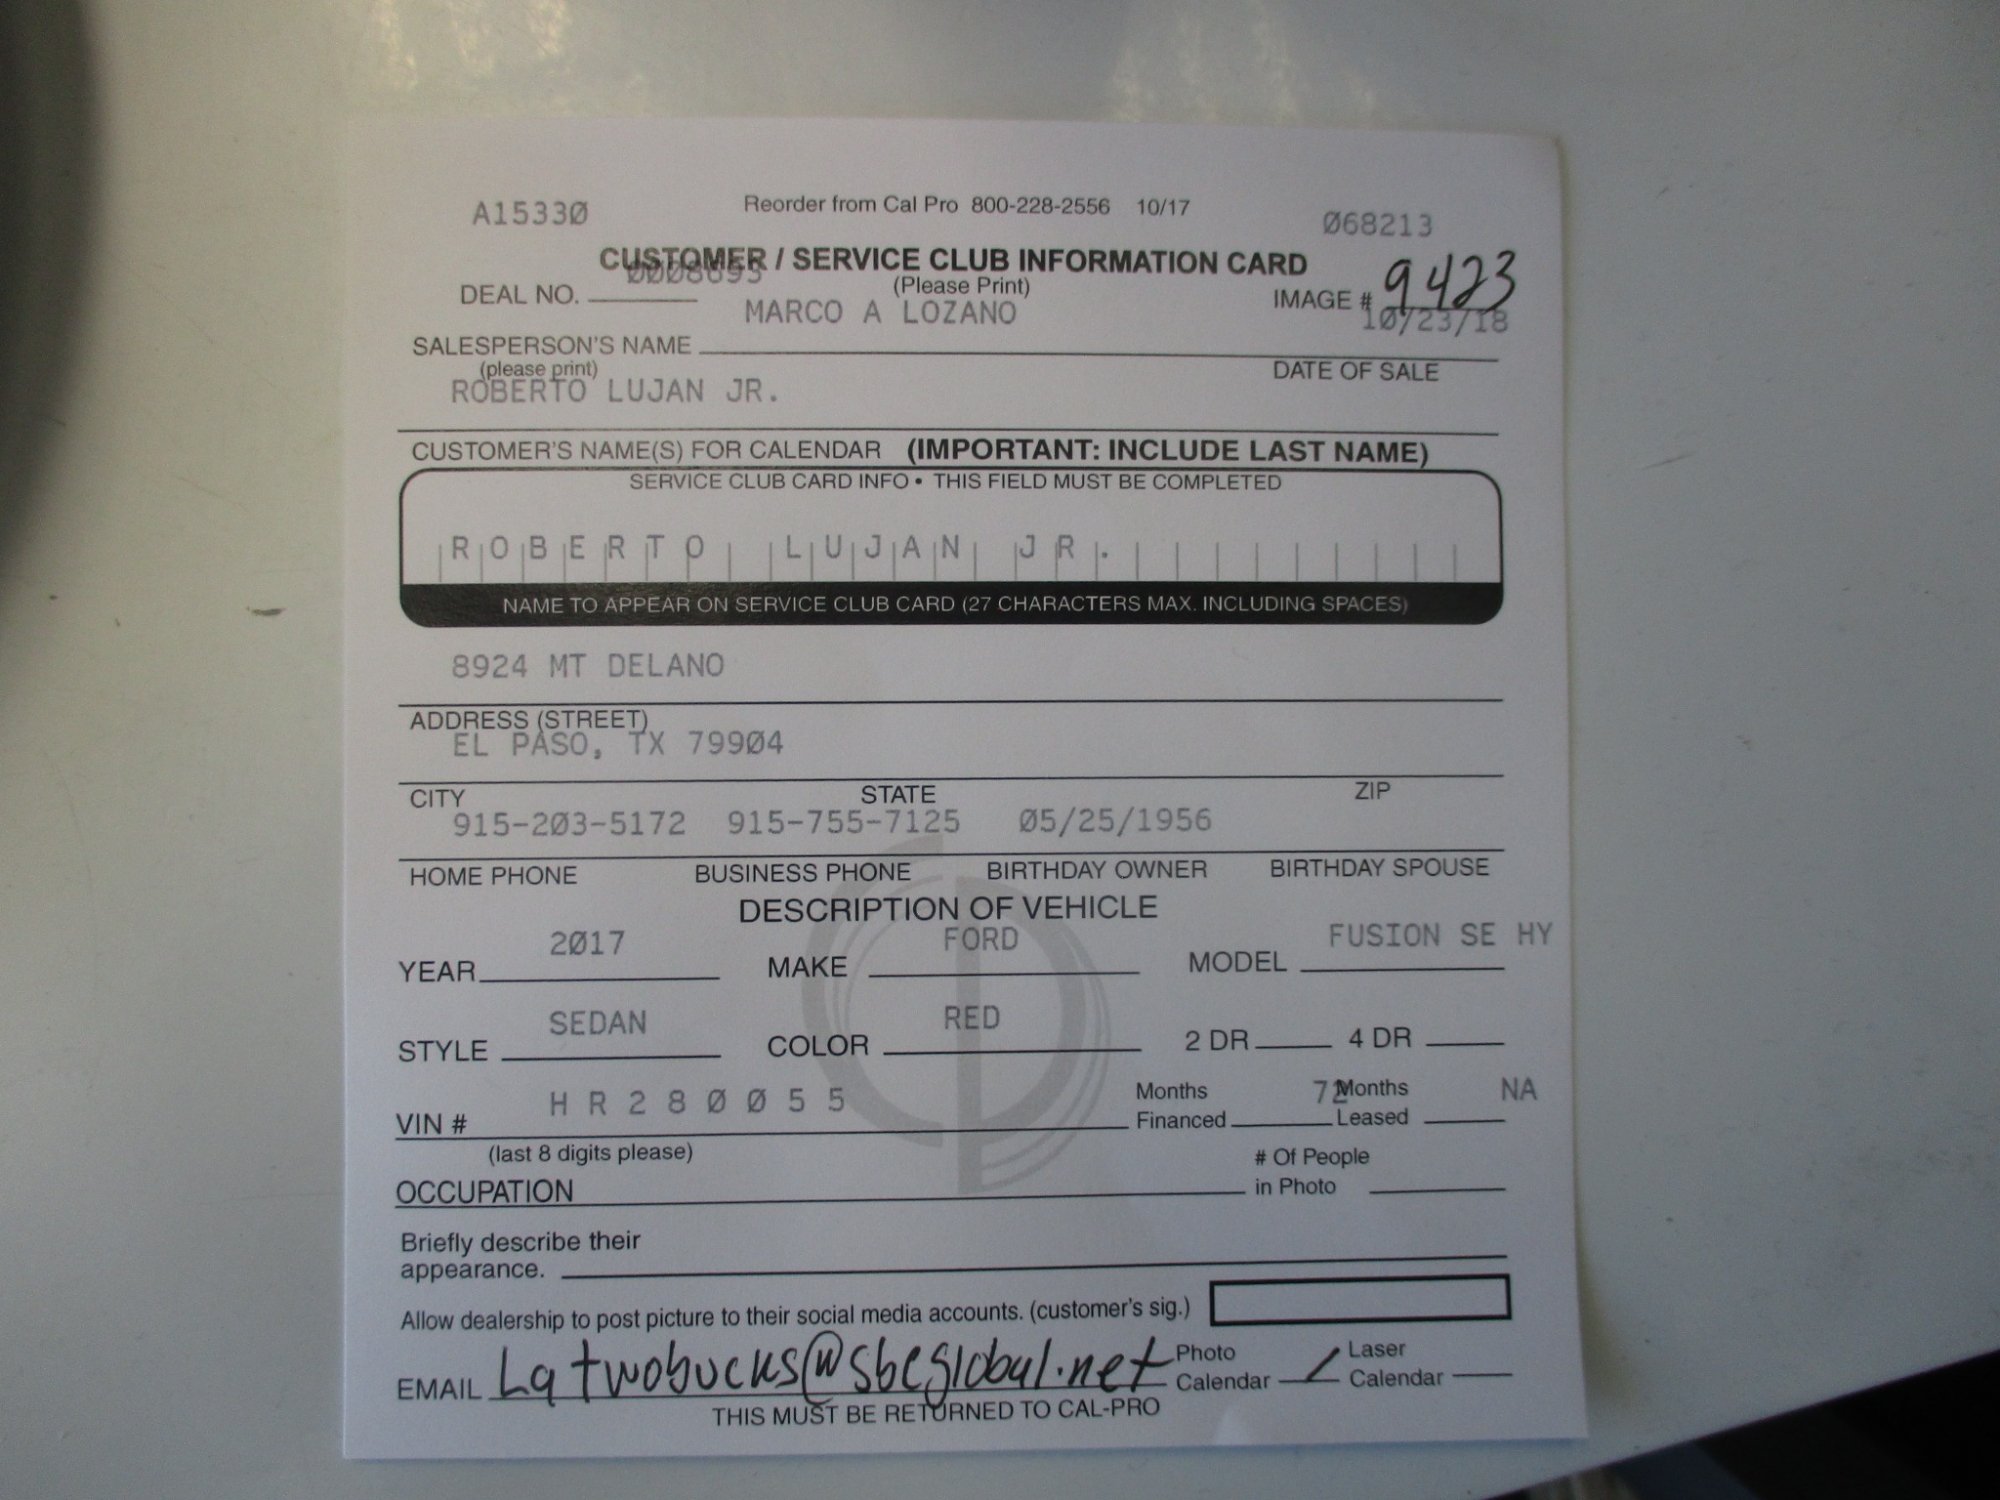 A15330 Reorder from Cal Pro 800-228-2556 10/17 068213
CUSTOMER / SERVICE CLUB INFORMATION CARD
0008693
DEAL NO. (Please Print) IMAGE # 9423
MARCO A LOZANO 10/23/18
SALESPERSON'S NAME
(please print) DATE OF SALE
ROBERTO LUJAN JR.
CUSTOMER'S NAME(S) FOR CALENDAR (IMPORTANT: INCLUDE LAST NAME)
SERVICE CLUB CARD INFO • THIS FIELD MUST BE COMPLETED
ROBERTO LUJAN JR.
NAME TO APPEAR ON SERVICE CLUB CARD (27 CHARACTERS MAX. INCLUDING SPACES)
8924 MT DELANO
ADDRESS (STREET)
EL PASO, TX 79904
CITY STATE ZIP
915-203-5172 915-755-7125 05/25/1956
HOME PHONE BUSINESS PHONE BIRTHDAY OWNER BIRTHDAY SPOUSE
DESCRIPTION OF VEHICLE
YEAR 2017 MAKE FORD MODEL FUSION SE HY
STYLE SEDAN COLOR RED 2 DR 4 DR
VIN # HR280055 Months Financed 72 Months Leased NA
(last 8 digits please)
OCCUPATION # Of People in Photo
Briefly describe their
appearance.
Allow dealership to post picture to their social media accounts. (customer's sig.)
EMAIL Latwobucks@sbcglobal.net Photo Calendar / Laser Calendar
THIS MUST BE RETURNED TO CAL-PRO